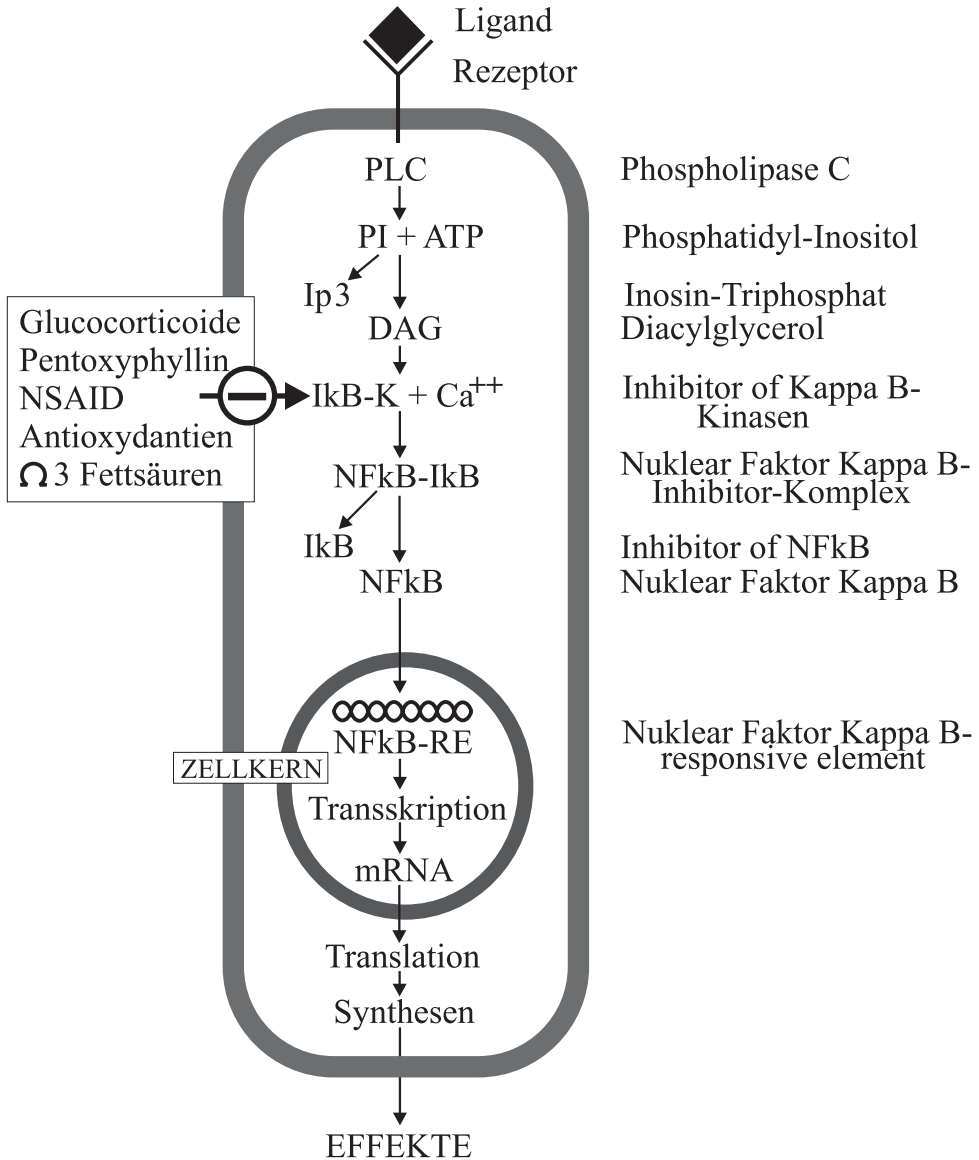 Ligand
Rezeptor
PLC
Phospholipase C
PI + ATP
Phosphatidyl-Inositol
Ip3
Inosin-Triphosphat
DAG
Diacylglycerol
Glucocorticoide
Pentoxyphyllin
NSAID
Antioxydantien
Ω 3 Fettsäuren
IkB-K + Ca++
Inhibitor of Kappa B-
Kinasen
NFkB-IkB
Nuklear Faktor Kappa B-
Inhibitor-Komplex
IkB
Inhibitor of NFkB
NFkB
Nuklear Faktor Kappa B
NFkB-RE
Nuklear Faktor Kappa B-
responsive element
ZELLKERN
Transskription
mRNA
Translation
Synthesen
EFFEKTE